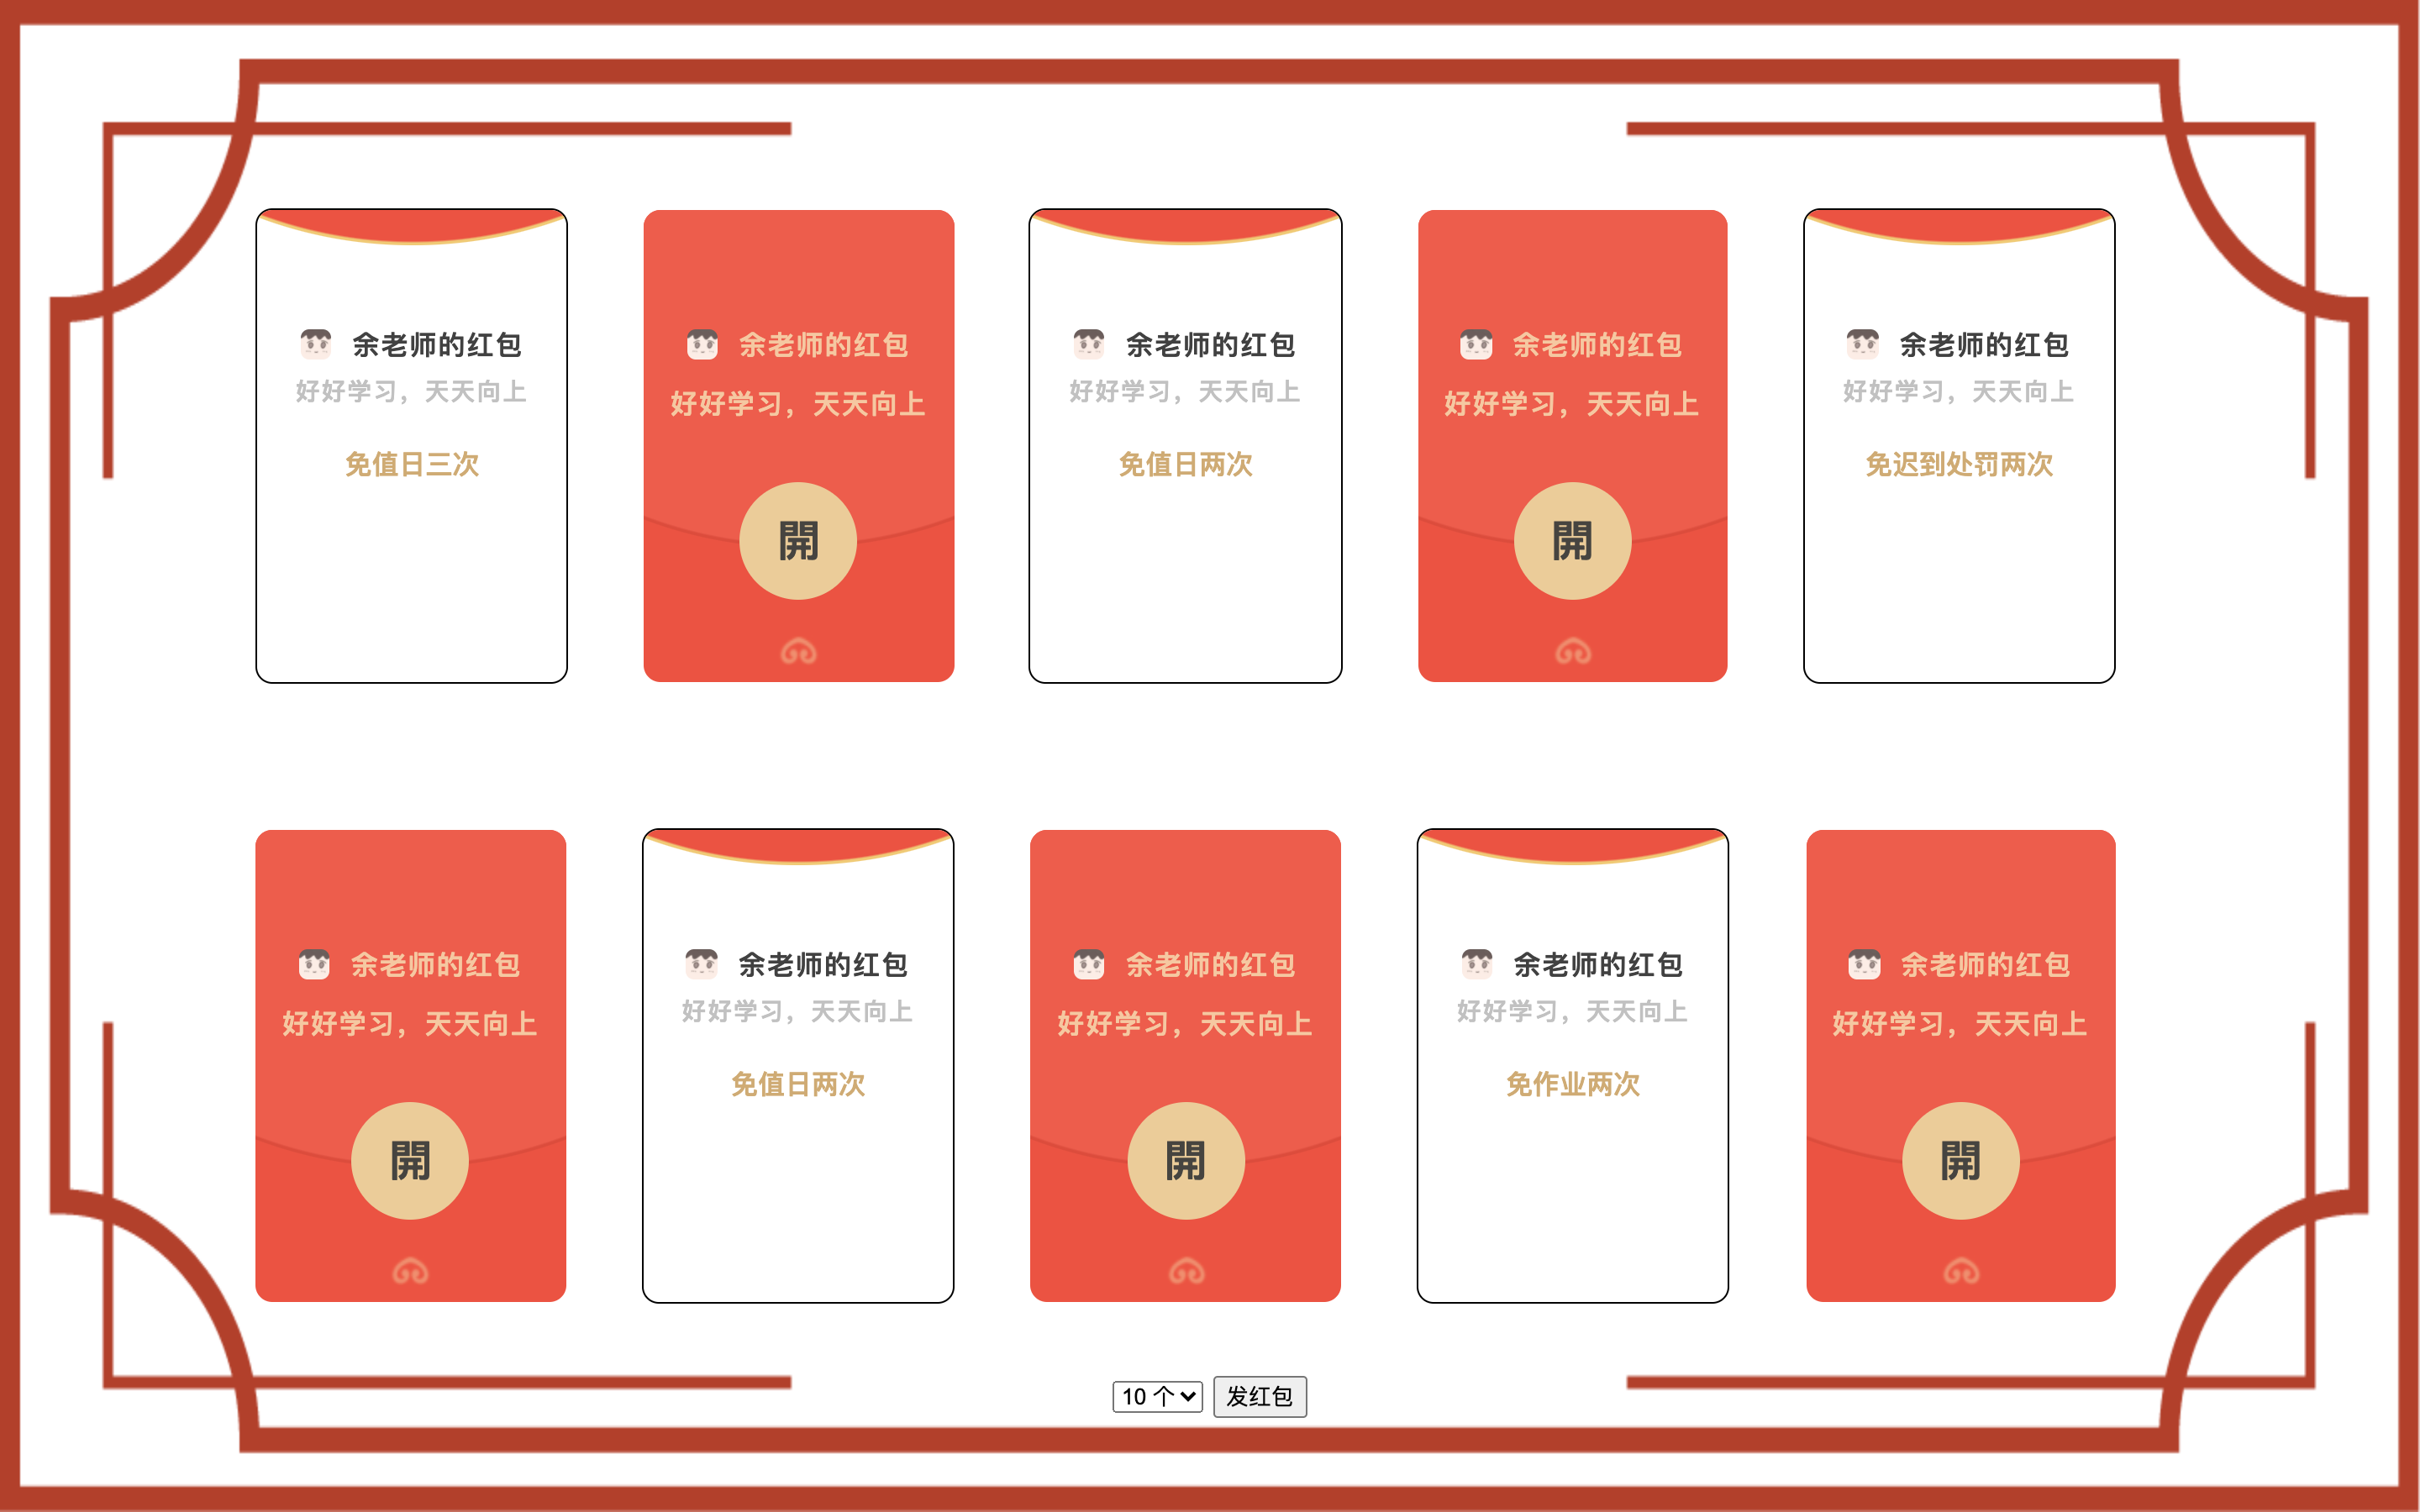 余老师的红包
好好学习，天天向上
免值日三次
余老师的红包
好好学习，天天向上
開
余老师的红包
好好学习，天天向上
免值日两次
余老师的红包
好好学习，天天向上
開
余老师的红包
好好学习，天天向上
免迟到处罚两次
余老师的红包
好好学习，天天向上
開
余老师的红包
好好学习，天天向上
免值日两次
余老师的红包
好好学习，天天向上
開
余老师的红包
好好学习，天天向上
免作业两次
余老师的红包
好好学习，天天向上
開
10 个 发红包